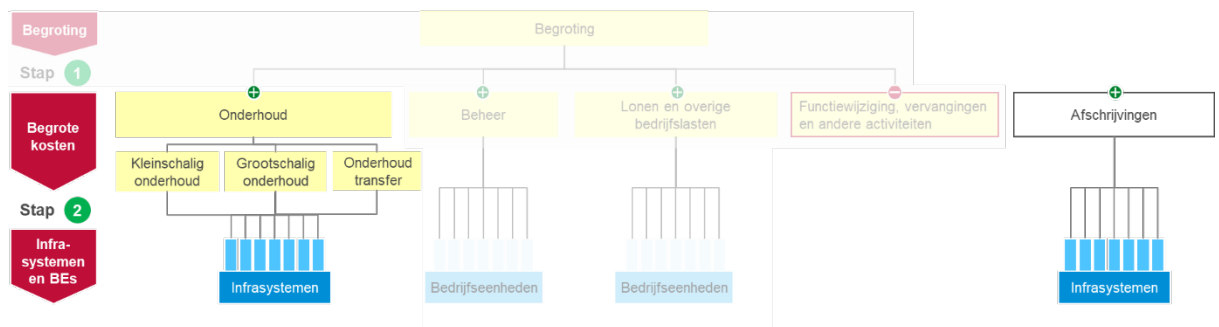 Begroting
Begroting
Stap 1
Begrote
kosten
Onderhoud
Beheer
Lonen en overige
bedrijfslasten
Functiewijziging, vervangingen
en andere activiteiten
Afschrijvingen
Kleinschalig
onderhoud
Grootschalig
onderhoud
Onderhoud
transfer
Stap 2
Infra-
systemen
en BEs
Infrasystemen
Bedrijfseenheden
Bedrijfseenheden
Infrasystemen